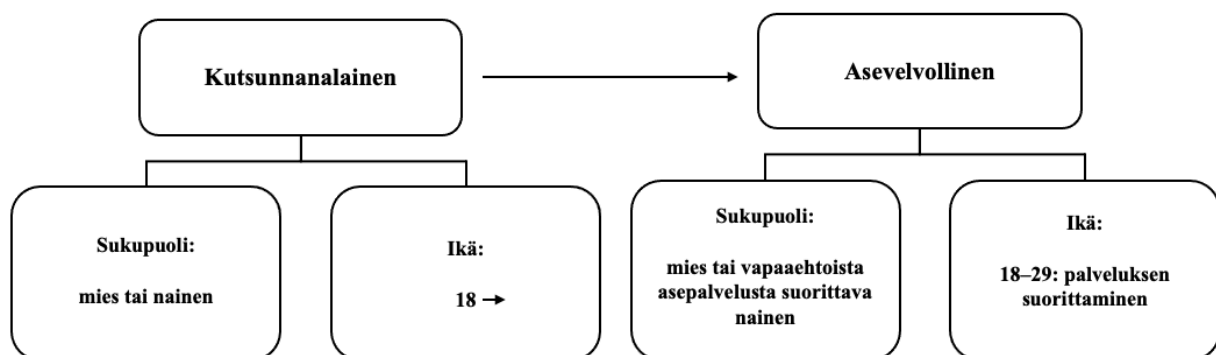 Kutsunnanalainen
Asevelvollinen
Sukupuoli:
mies tai nainen
Ikä:
18 →
Sukupuoli:
mies tai vapaaehtoista
asepalvelusta suorittava
nainen
Ikä:
18–29: palveluksen
suorittaminen